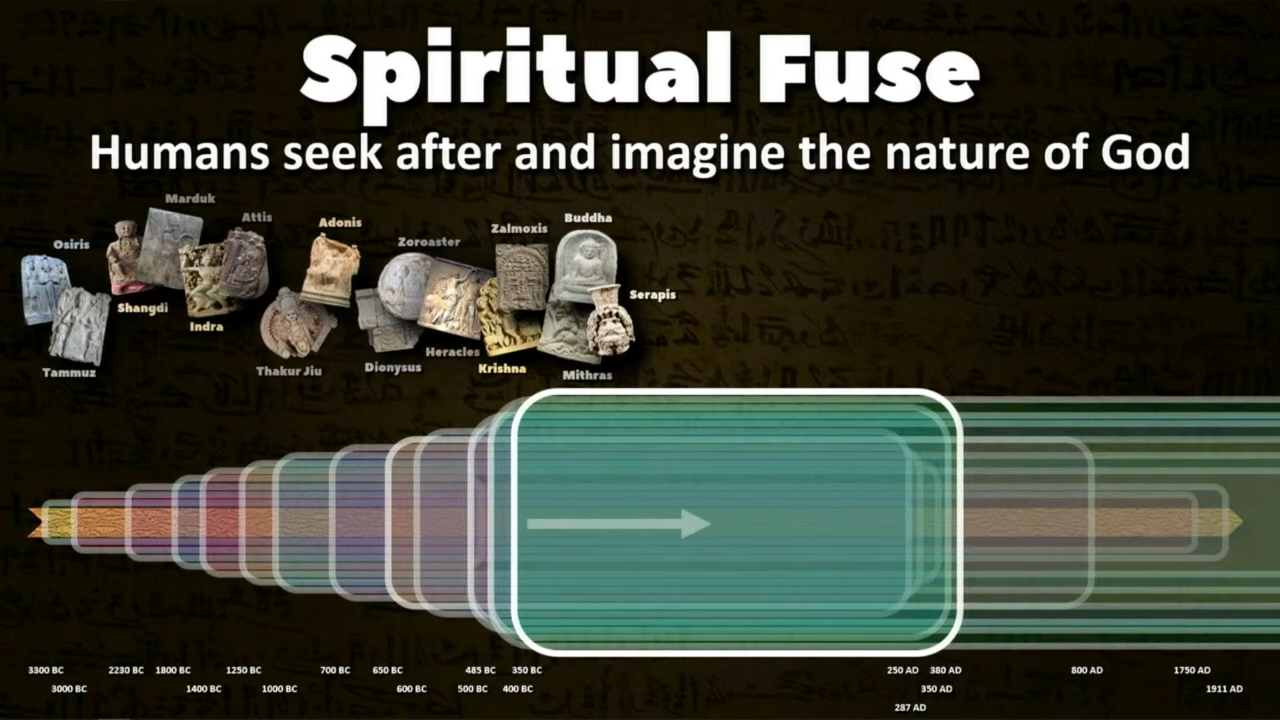 Spiritual Fuse
Humans seek after and imagine the nature of God
Marduk
Attis
Buddha
Adonis
Zalmoxis
Osiris
Zoroaster
Serapis
Shangdi
Indra
Heracles
Tammuz
Thakur Jiu
Dionysus
Krishna
Mithras
3300 BC 2230 BC 1800 BC 1250 BC 700 BC 650 BC 485 BC 350 BC 250 AD 380 AD 800 AD 1750 AD
3000 BC 1400 BC 1000 BC 600 BC 500 BC 400 BC 350 AD 1911 AD
287 AD